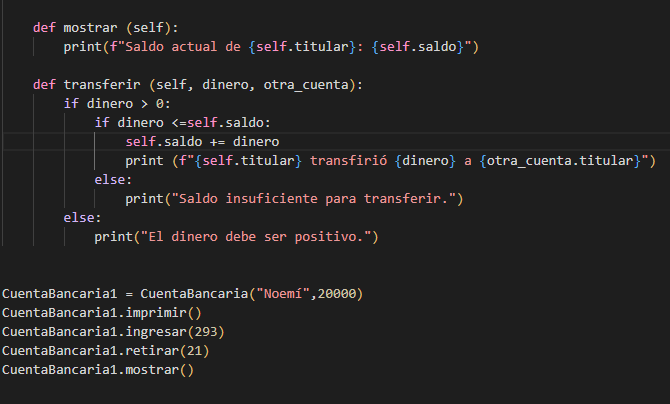 def mostrar (self):
print(f"Saldo actual de {self.titular}: {self.saldo}")
def transferir (self, dinero, otra_cuenta):
if dinero > 0:
if dinero <=self.saldo:
self.saldo += dinero
print (f"{self.titular} transfirió {dinero} a {otra_cuenta.titular}")
else:
print("Saldo insuficiente para transferir.")
else:
print("El dinero debe ser positivo.")
CuentaBancaria1 = CuentaBancaria("Noemí",20000)
CuentaBancaria1.imprimir()
CuentaBancaria1.ingresar(293)
CuentaBancaria1.retirar(21)
CuentaBancaria1.mostrar()